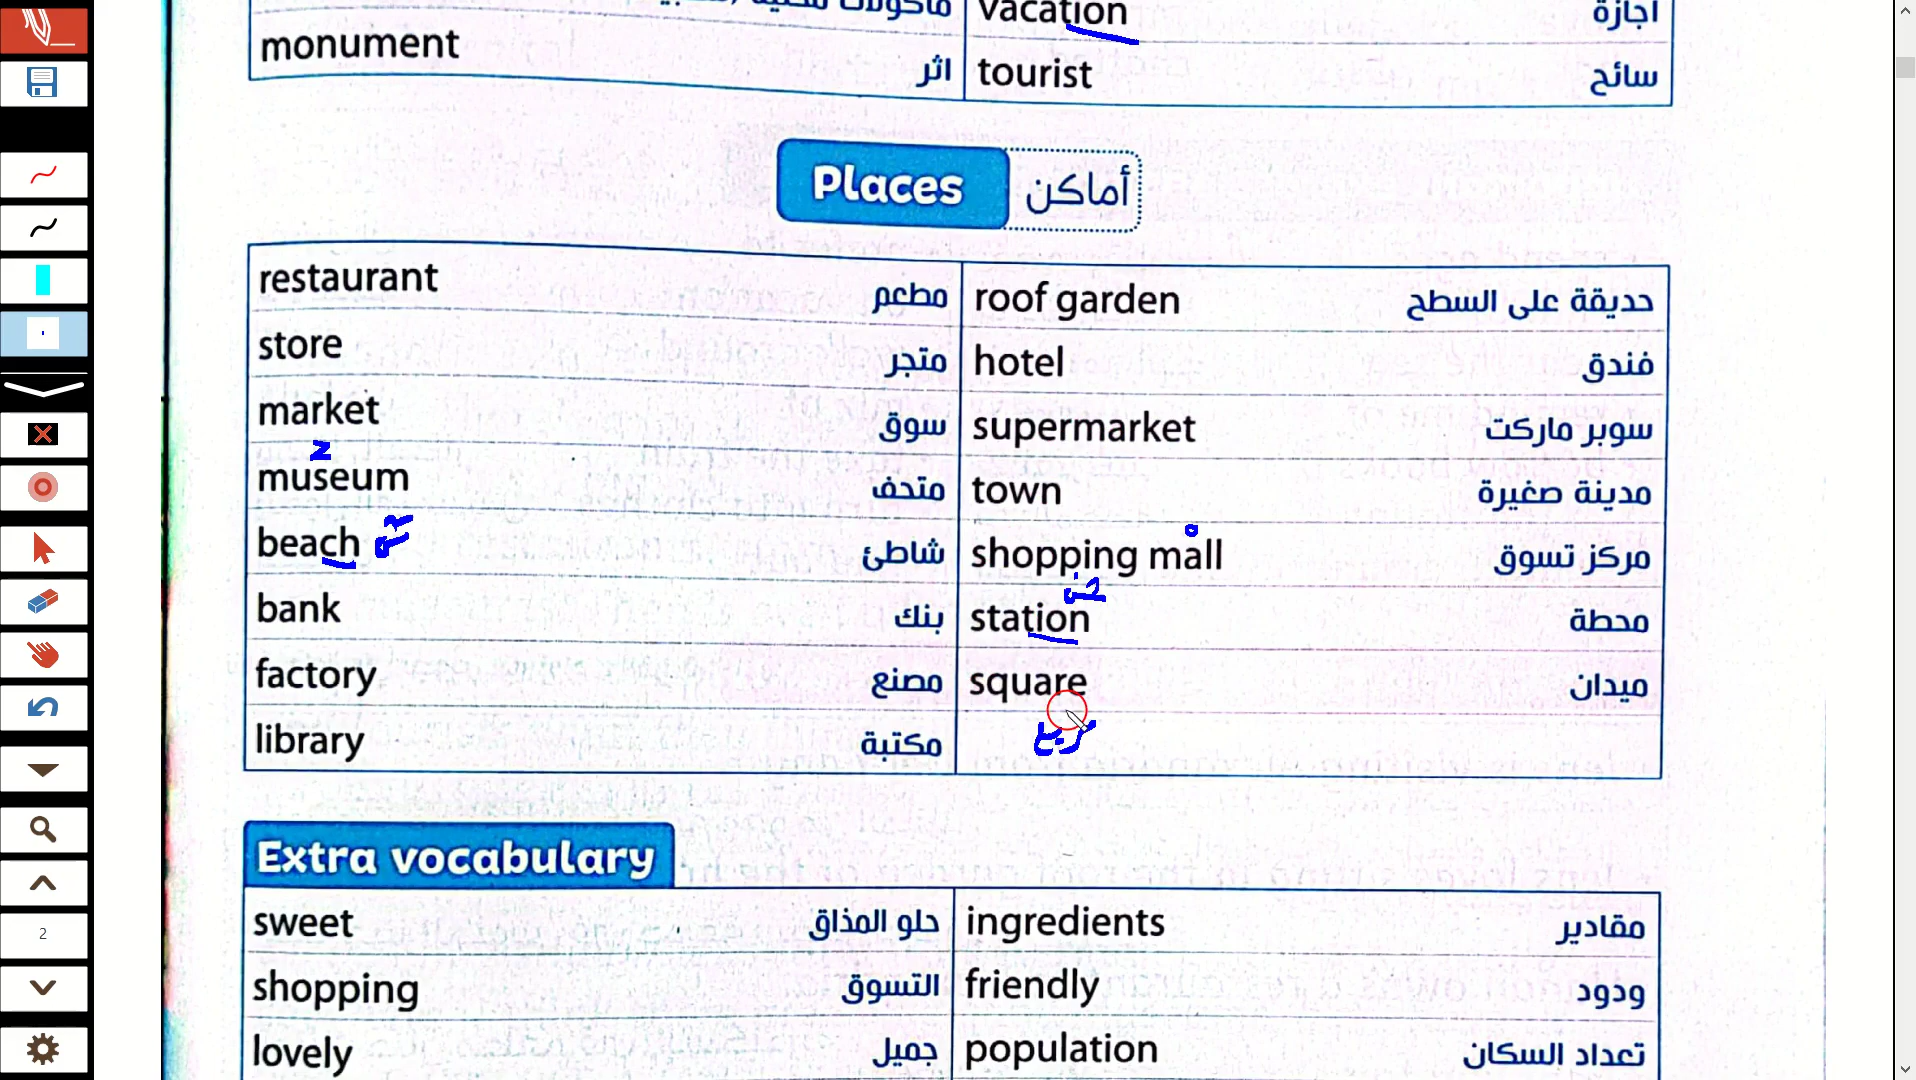 vacation اجازة
monument اثر tourist سائح
Places أماكن
restaurant مطعم roof garden حديقة على السطح
store متجر hotel فندق
market سوق supermarket سوبر ماركت
z
museum متحف town مدينة صغيرة
beach شاطئ shopping mall مركز تسوق
bank بنك station محطة
factory مصنع square ميدان
library مكتبة
Extra vocabulary
sweet حلو المذاق ingredients مقادير
shopping التسوق friendly ودود
lovely جميل population تعداد السكان
2